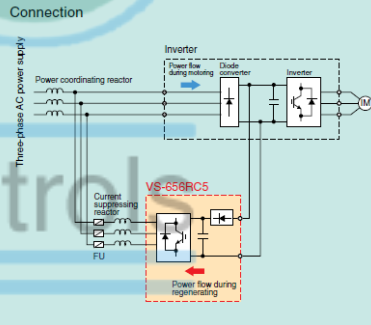 Connection
Three-phase AC power supply
Inverter
Power flow
during motoring
Diode
converter
Inverter
Power coordinating reactor
IM
VS-656RC5
Current
suppressing
reactor
FU
Power flow during
regenerating
trols